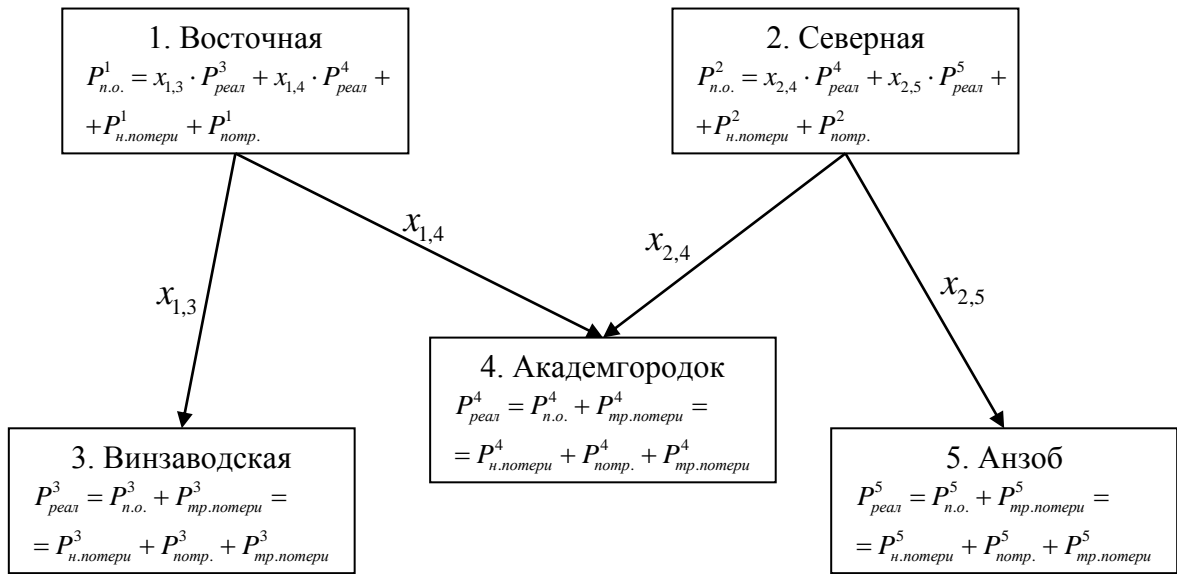 1. Восточная
P^1_{п.о.} = x_{1,3} · P^3_{реал} + x_{1,4} · P^4_{реал} +
+ P^1_{н.потери} + P^1_{потр.}
2. Северная
P^2_{п.о.} = x_{2,4} · P^4_{реал} + x_{2,5} · P^5_{реал} +
+ P^2_{н.потери} + P^2_{потр.}
x_{1,4}
x_{2,4}
x_{1,3}
x_{2,5}
4. Академгородок
P^4_{реал} = P^4_{п.о.} + P^4_{тр.потери} =
= P^4_{н.потери} + P^4_{потр.} + P^4_{тр.потери}
3. Винзаводская
P^3_{реал} = P^3_{п.о.} + P^3_{тр.потери} =
= P^3_{н.потери} + P^3_{потр.} + P^3_{тр.потери}
5. Анзоб
P^5_{реал} = P^5_{п.о.} + P^5_{тр.потери} =
= P^5_{н.потери} + P^5_{потр.} + P^5_{тр.потери}